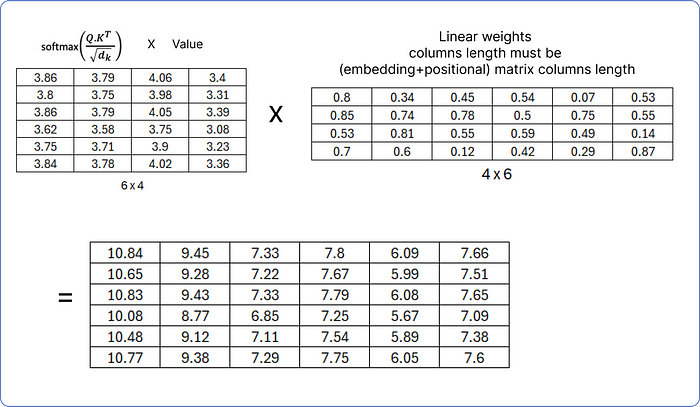 softmax(Q.K^T/√d_k) X Value
3.86 3.79 4.06 3.4
3.8 3.75 3.98 3.31
3.86 3.79 4.05 3.39
3.62 3.58 3.75 3.08
3.75 3.71 3.9 3.23
3.84 3.78 4.02 3.36
6 x 4
X
Linear weights
columns length must be
(embedding+positional) matrix columns length
0.8 0.34 0.45 0.54 0.07 0.53
0.85 0.74 0.78 0.5 0.75 0.55
0.53 0.81 0.55 0.59 0.49 0.14
0.7 0.6 0.12 0.42 0.29 0.87
4 x 6
=
10.84 9.45 7.33 7.8 6.09 7.66
10.65 9.28 7.22 7.67 5.99 7.51
10.83 9.43 7.33 7.79 6.08 7.65
10.08 8.77 6.85 7.25 5.67 7.09
10.48 9.12 7.11 7.54 5.89 7.38
10.77 9.38 7.29 7.75 6.05 7.6